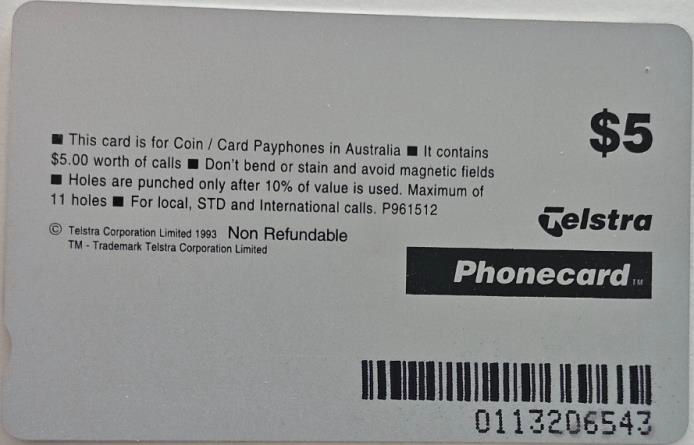 ■ This card is for Coin / Card Payphones in Australia ■ It contains
$5.00 worth of calls ■ Don't bend or stain and avoid magnetic fields
■ Holes are punched only after 10% of value is used. Maximum of
11 holes ■ For local, STD and International calls. P961512
© Telstra Corporation Limited 1993 Non Refundable
TM - Trademark Telstra Corporation Limited
$5
Telstra
Phonecard TM
0113206543